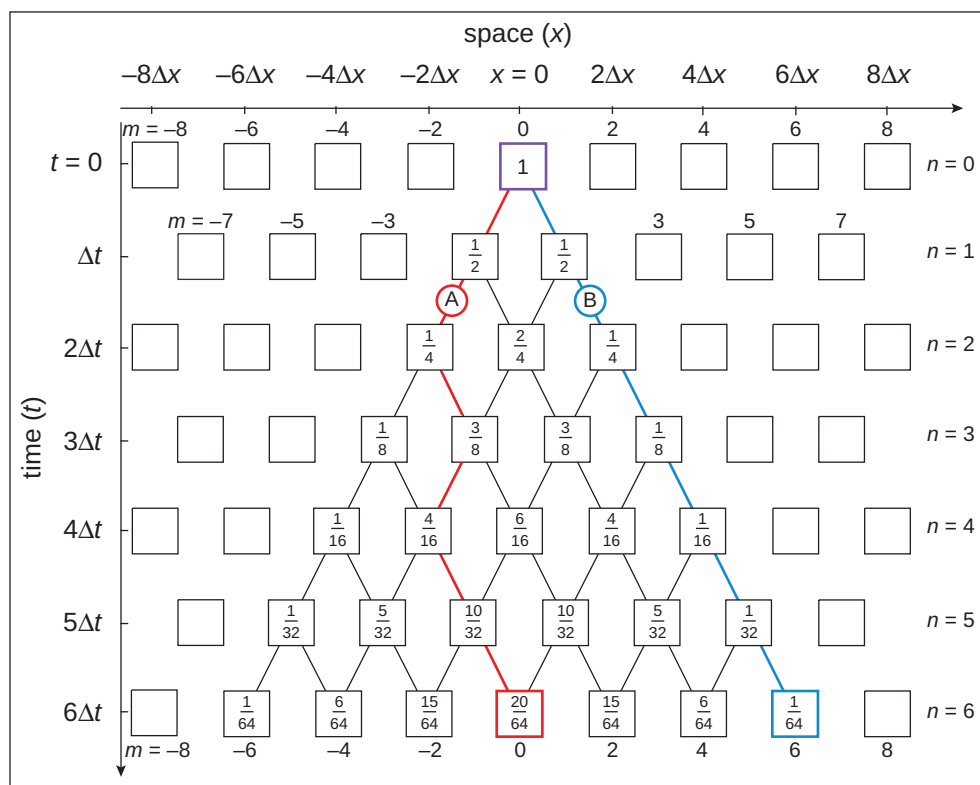 space (x)
–8Δx –6Δx –4Δx –2Δx x = 0 2Δx 4Δx 6Δx 8Δx
m = –8 –6 –4 –2 0 2 4 6 8
t = 0 1 n = 0
m = –7 –5 –3 3 5 7
Δt 1/2 1/2 n = 1
A B
2Δt 1/4 2/4 1/4 n = 2
time (t)
3Δt 1/8 3/8 3/8 1/8 n = 3
4Δt 1/16 4/16 6/16 4/16 1/16 n = 4
5Δt 1/32 5/32 10/32 10/32 5/32 1/32 n = 5
6Δt 1/64 6/64 15/64 20/64 15/64 6/64 1/64 n = 6
m = –8 –6 –4 –2 0 2 4 6 8